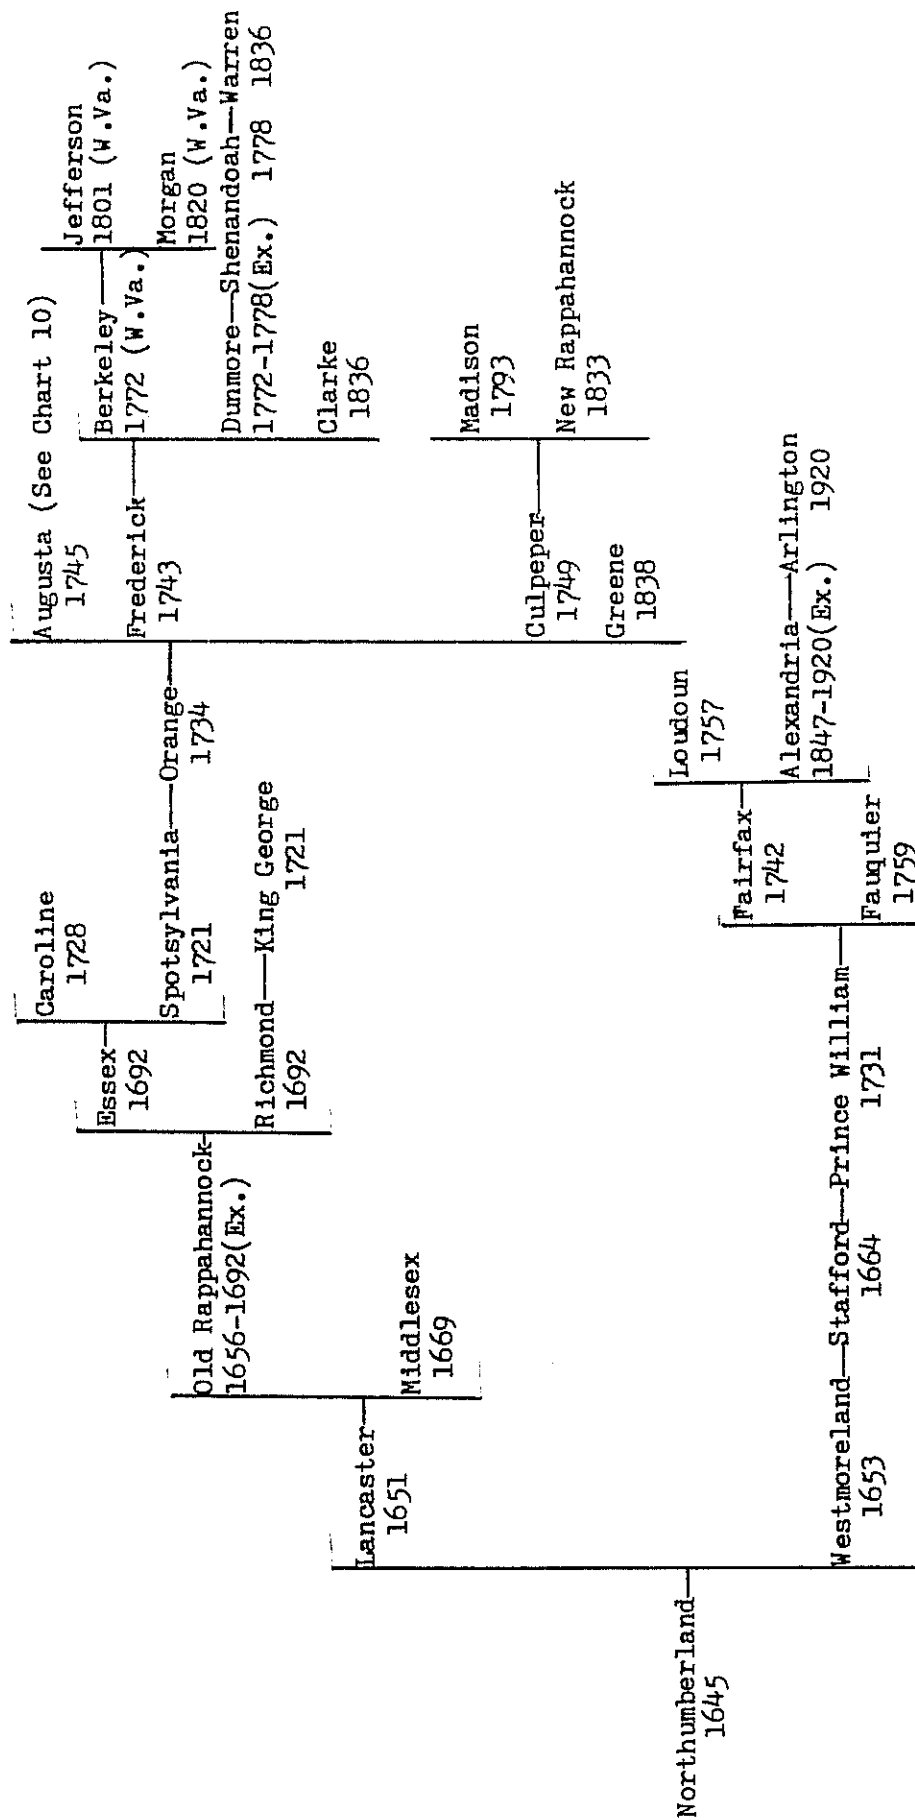 Augusta (See Chart 10)
1745
Jefferson
1801 (W.Va.)
Berkeley
1772 (W.Va.)
Morgan
1820 (W.Va.)
Frederick
1743
Dunmore—Shenandoah—Warren
1772-1778(Ex.) 1778 1836
Clarke
1836
Caroline
1728
Essex
1692
Spotsylvania—Orange
1721 1734
Old Rappahannock
1656-1692(Ex.)
Richmond—King George
1692 1721
Culpeper
1749
Madison
1793
New Rappahannock
1833
Greene
1838
Lancaster
1651
Middlesex
1669
Northumberland
1645
Loudoun
1757
Fairfax
1742
Alexandria—Arlington
1847-1920(Ex.) 1920
Westmoreland—Stafford—Prince William
1653 1664 1731
Fauquier
1759